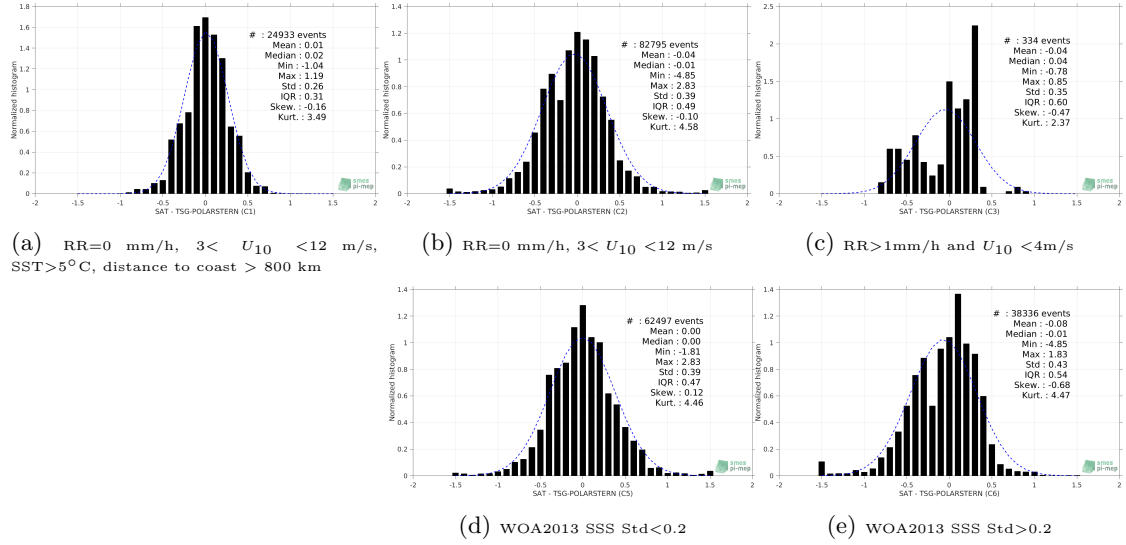 1.8
1.6
1.4
1.2
1
0.8
0.6
0.4
0.2
0
Normalized histogram
-2 -1.5 -1 -0.5 0 0.5 1 1.5 2
SAT - TSG-POLARSTERN (C1)
# : 24933 events
Mean : 0.01
Median : 0.02
Min : -1.04
Max : 1.19
Std : 0.26
IQR : 0.31
Skew. : -0.16
Kurt. : 3.49
smos
pi-mep
(a) RR=0 mm/h, 3< U10 <12 m/s,
SST>5°C, distance to coast > 800 km
1.4
1.2
1
0.8
0.6
0.4
0.2
0
Normalized histogram
-2 -1.5 -1 -0.5 0 0.5 1 1.5 2
SAT - TSG-POLARSTERN (C2)
# : 82795 events
Mean : -0.04
Median : -0.01
Min : -4.85
Max : 2.83
Std : 0.39
IQR : 0.49
Skew. : -0.10
Kurt. : 4.58
smos
pi-mep
(b) RR=0 mm/h, 3< U10 <12 m/s
2.5
2
1.5
1
0.5
0
Normalized histogram
-2 -1.5 -1 -0.5 0 0.5 1 1.5 2
SAT - TSG-POLARSTERN (C3)
# : 334 events
Mean : -0.04
Median : 0.04
Min : -0.78
Max : 0.85
Std : 0.35
IQR : 0.60
Skew. : -0.47
Kurt. : 2.37
smos
pi-mep
(c) RR>1mm/h and U10 <4m/s
1.4
1.2
1
0.8
0.6
0.4
0.2
0
Normalized histogram
-2 -1.5 -1 -0.5 0 0.5 1 1.5 2
SAT - TSG-POLARSTERN (C5)
# : 62497 events
Mean : 0.00
Median : 0.00
Min : -1.81
Max : 2.83
Std : 0.39
IQR : 0.47
Skew. : 0.12
Kurt. : 4.46
smos
pi-mep
(d) WOA2013 SSS Std<0.2
1.4
1.2
1
0.8
0.6
0.4
0.2
0
Normalized histogram
-2 -1.5 -1 -0.5 0 0.5 1 1.5 2
SAT - TSG-POLARSTERN (C6)
# : 38336 events
Mean : -0.08
Median : -0.01
Min : -4.85
Max : 1.83
Std : 0.43
IQR : 0.54
Skew. : -0.68
Kurt. : 4.47
smos
pi-mep
(e) WOA2013 SSS Std>0.2